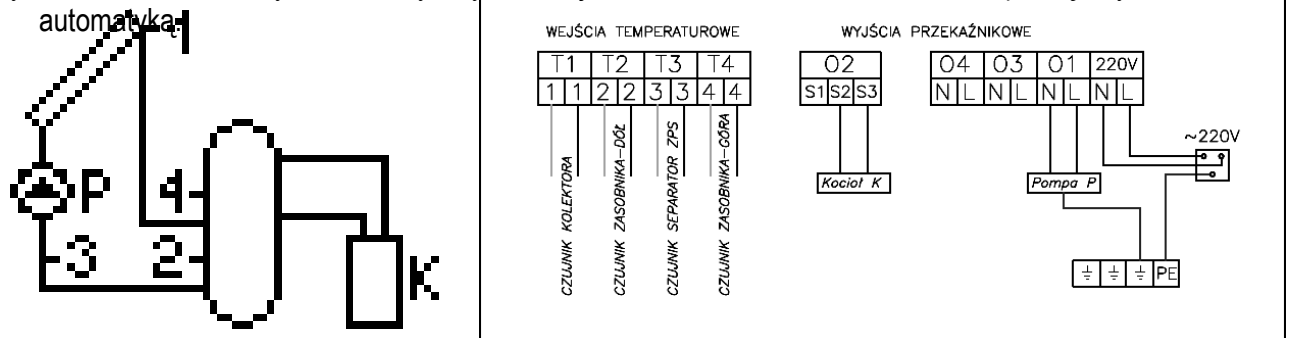 automatyką.
1
P
4
3
2
K
WEJŚCIA TEMPERATUROWE
T1 T2 T3 T4
1 1 2 2 3 3 4 4
CZUJNIK KOLEKTORA
CZUJNIK ZASOBNIKA-DÓŁ
CZUJNIK SEPARATOR ZPS
CZUJNIK ZASOBNIKA-GÓRA
WYJŚCIA PRZEKAŹNIKOWE
O2
S1 S2 S3
Kocioł K
O4 O3 O1 220V
N L N L N L N L
Pompa P
~220V
PE